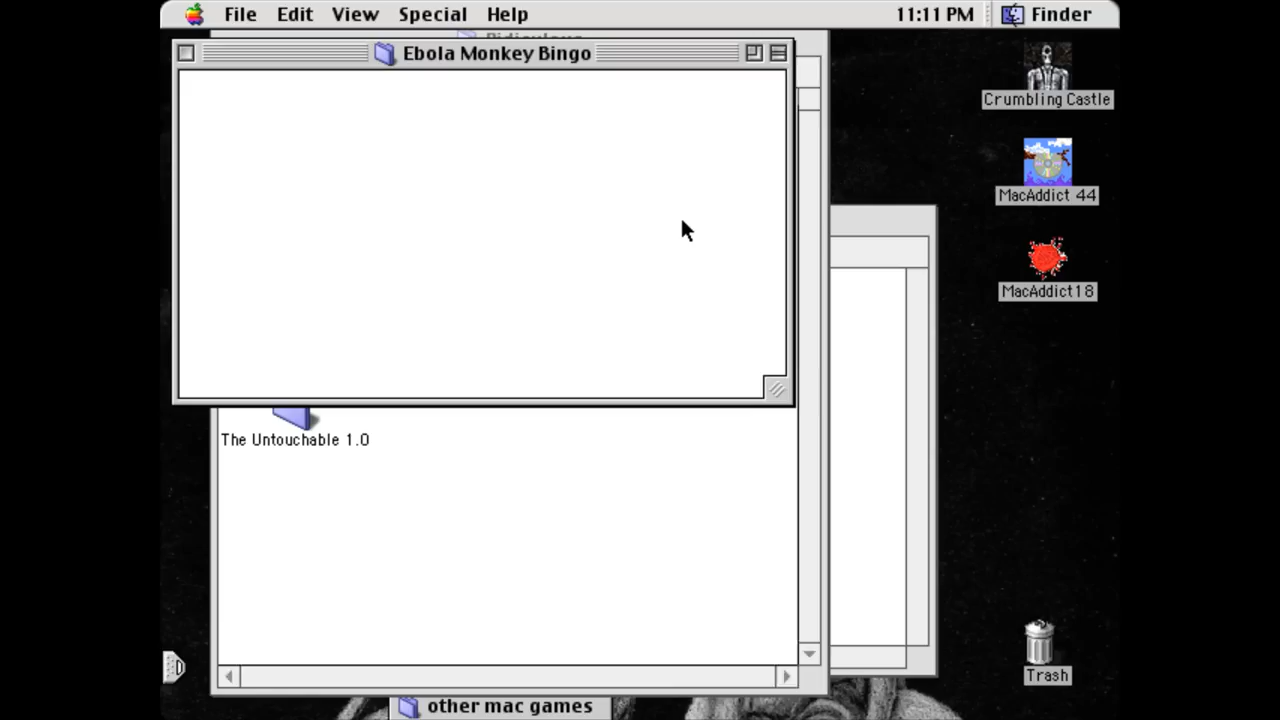 File Edit View Special Help 11:11 PM Finder
Ridiculous
Ebola Monkey Bingo
Crumbling Castle
MacAddict 44
MacAddict18
The Untouchable 1.0
Trash
other mac games